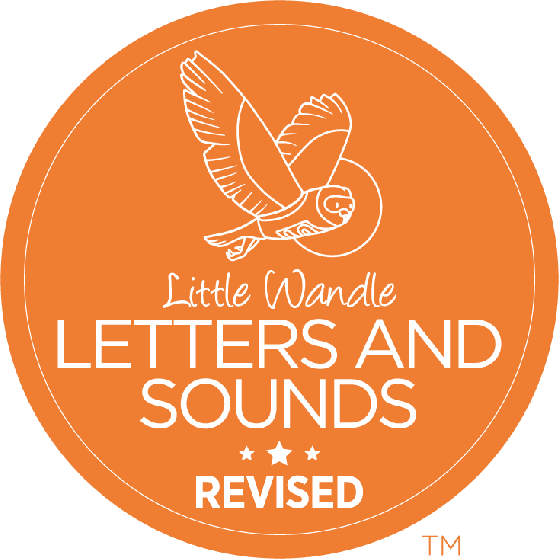 Little Wandle
LETTERS AND
SOUNDS
REVISED
TM